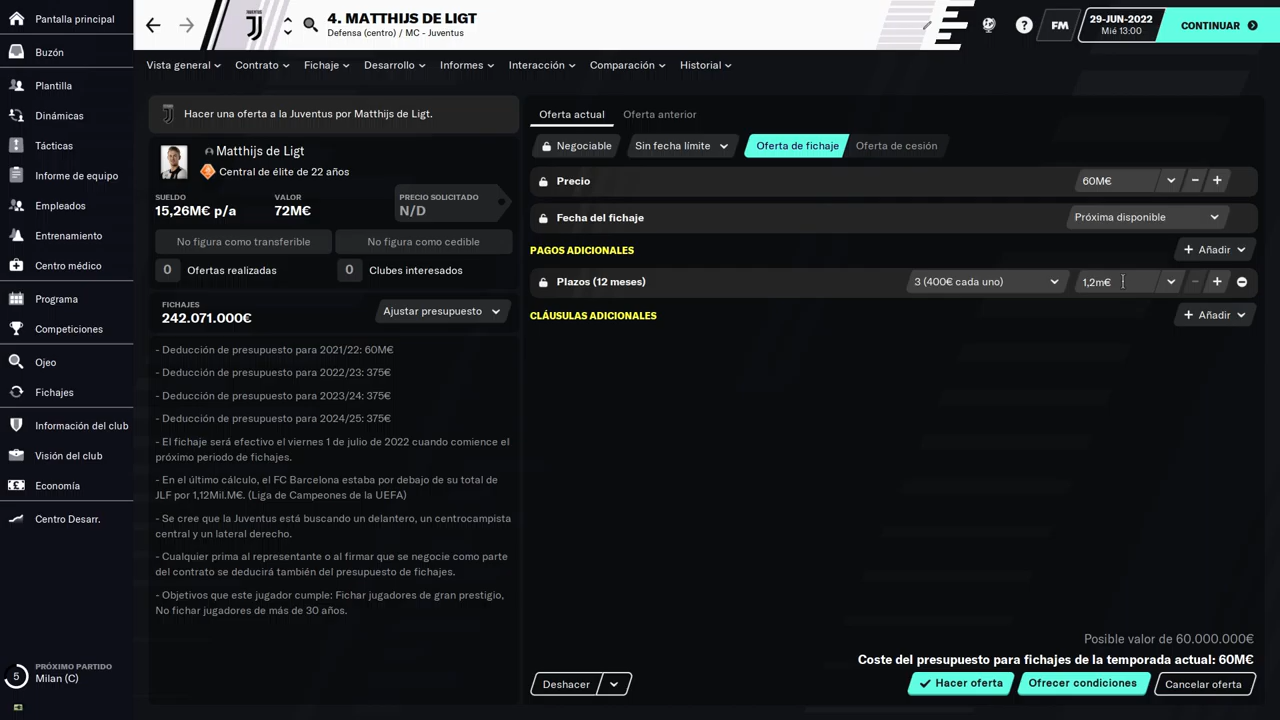 Pantalla principal
Buzón
Plantilla
Dinámicas
Tácticas
Informe de equipo
Empleados
Entrenamiento
Centro médico
Programa
Competiciones
Ojeo
Fichajes
Información del club
Visión del club
Economía
Centro Desarr.
5
PRÓXIMO PARTIDO
Milan (C)
4. MATTHIJS DE LIGT
Defensa (centro) / MC - Juventus
FM
29-JUN-2022
Mié 13:00
CONTINUAR
Vista general
Contrato
Fichaje
Desarrollo
Informes
Interacción
Comparación
Historial
Hacer una oferta a la Juventus por Matthijs de Ligt.
Matthijs de Ligt
Central de élite de 22 años
SUELDO
15,26M€ p/a
VALOR
72M€
PRECIO SOLICITADO
N/D
No figura como transferible
No figura como cedible
0 Ofertas realizadas
0 Clubes interesados
FICHAJES
242.071.000€
Ajustar presupuesto
- Deducción de presupuesto para 2021/22: 60M€
- Deducción de presupuesto para 2022/23: 375€
- Deducción de presupuesto para 2023/24: 375€
- Deducción de presupuesto para 2024/25: 375€
- El fichaje será efectivo el viernes 1 de julio de 2022 cuando comience el
próximo periodo de fichajes.
- En el último cálculo, el FC Barcelona estaba por debajo de su total de
JLF por 1,12Mil.M€. (Liga de Campeones de la UEFA)
- Se cree que la Juventus está buscando un delantero, un centrocampista
central y un lateral derecho.
- Cualquier prima al representante o al firmar que se negocie como parte
del contrato se deducirá también del presupuesto de fichajes.
- Objetivos que este jugador cumple: Fichar jugadores de gran prestigio,
No fichar jugadores de más de 30 años.
Oferta actual
Oferta anterior
Negociable
Sin fecha límite
Oferta de fichaje
Oferta de cesión
Precio
60M€
Fecha del fichaje
Próxima disponible
PAGOS ADICIONALES
Añadir
Plazos (12 meses)
3 (400€ cada uno)
1,2m€
CLÁUSULAS ADICIONALES
Añadir
Posible valor de 60.000.000€
Coste del presupuesto para fichajes de la temporada actual: 60M€
Deshacer
Hacer oferta
Ofrecer condiciones
Cancelar oferta